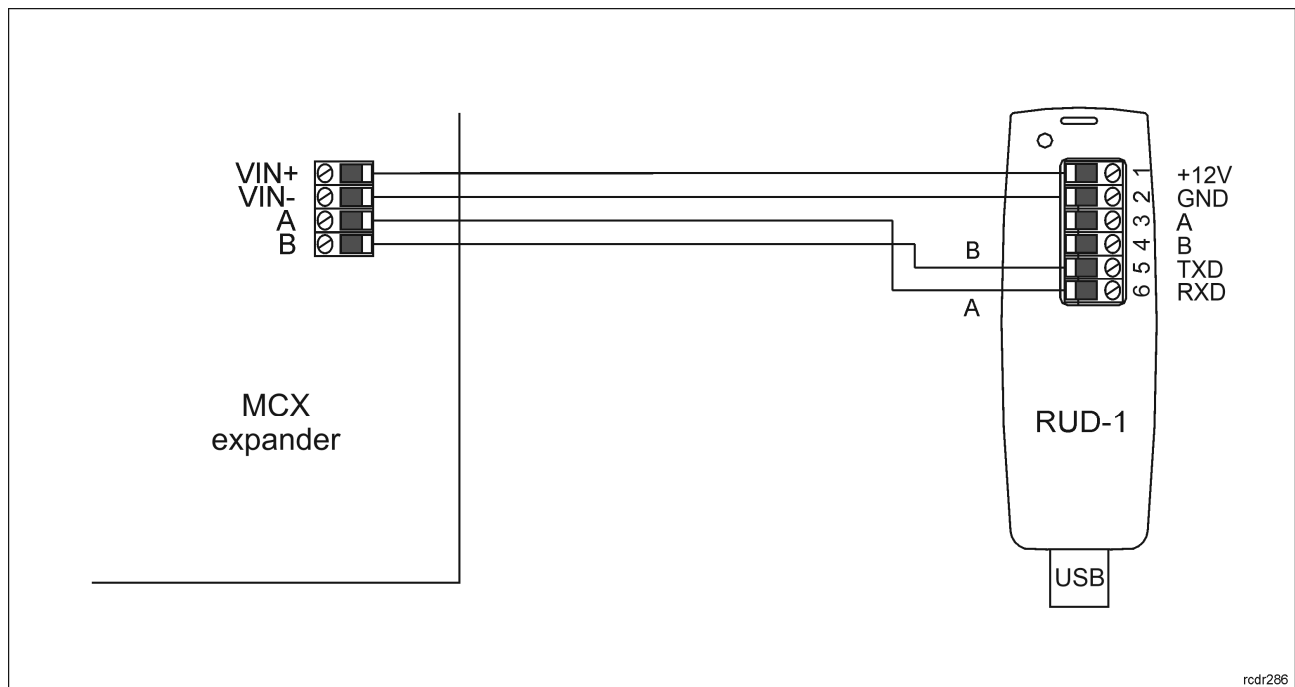 VIN+
VIN-
A
B
MCX
expander
B
A
1 +12V
2 GND
3 A
4 B
5 TXD
6 RXD
RUD-1
USB
rcdr286